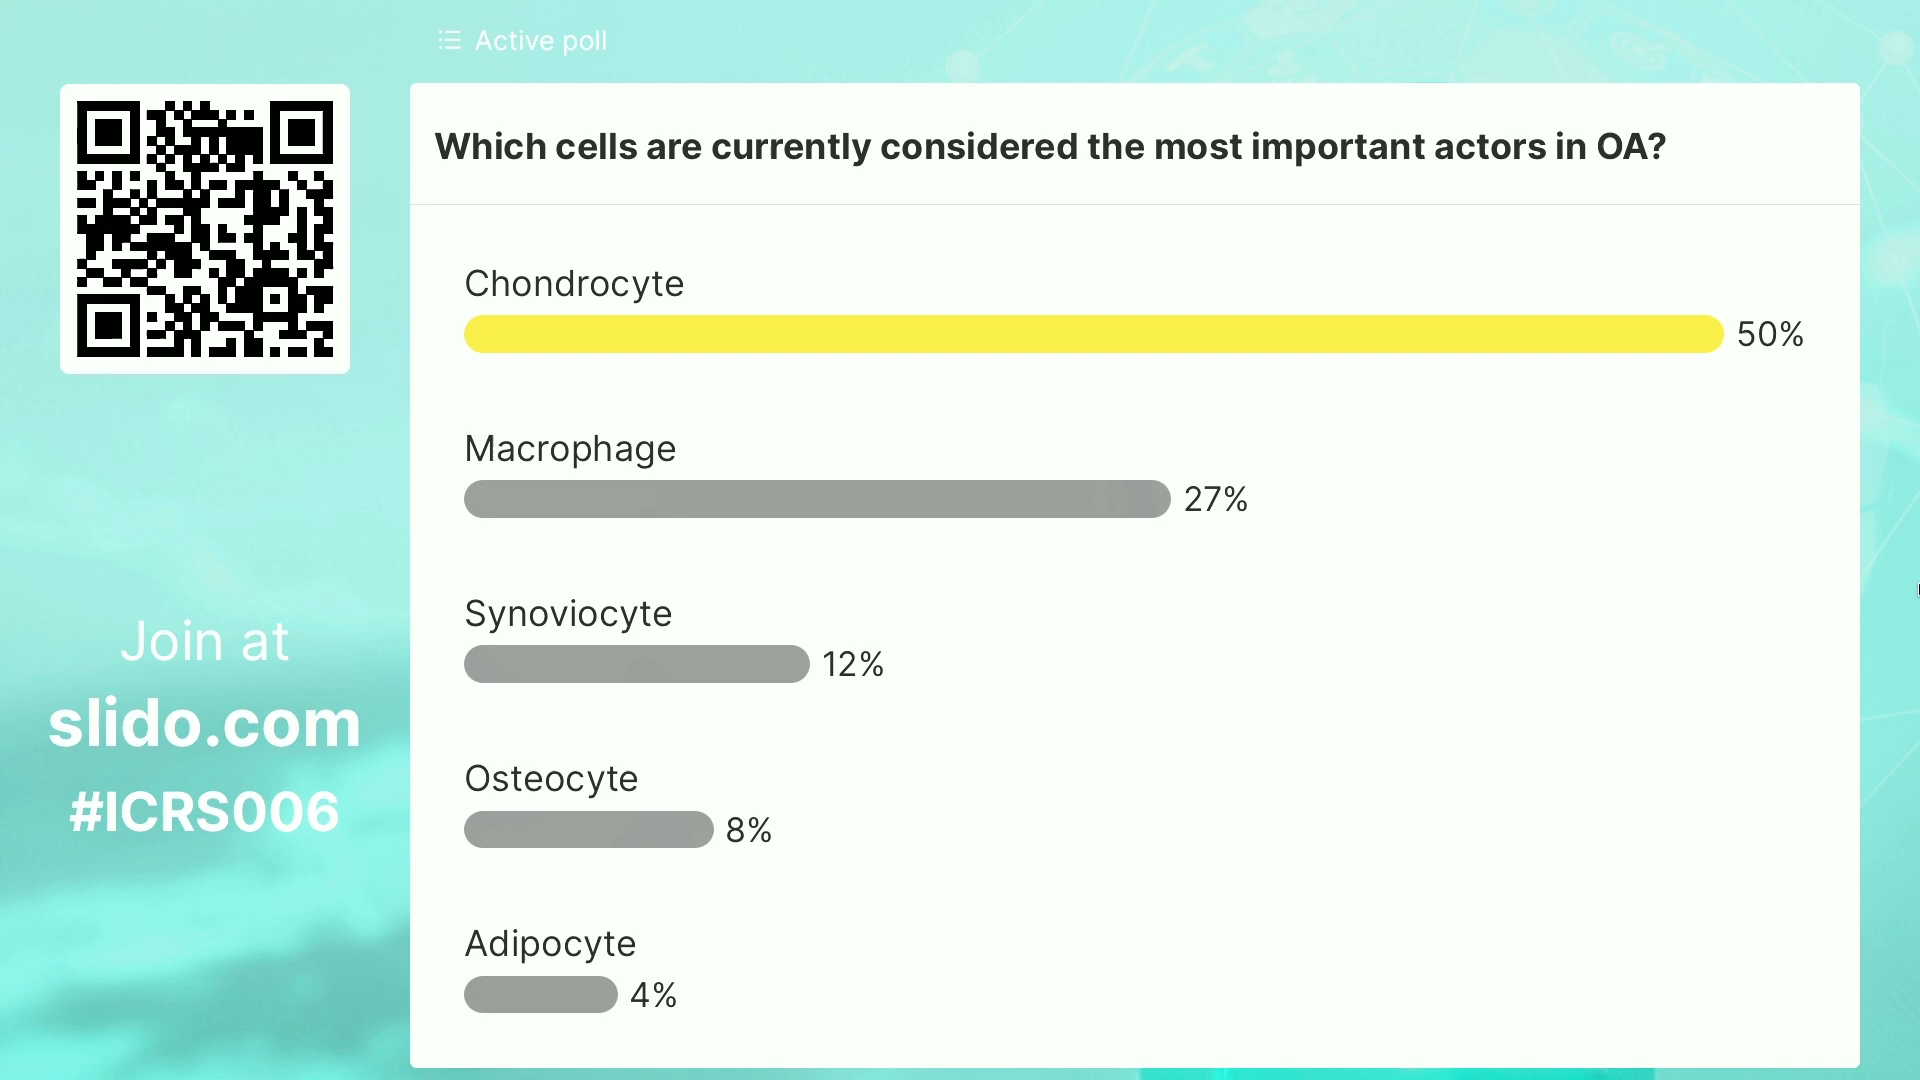 Active poll
Which cells are currently considered the most important actors in OA?
Chondrocyte
50%
Macrophage
27%
Synoviocyte
12%
Osteocyte
8%
Adipocyte
4%
Join at
slido.com
#ICRS006